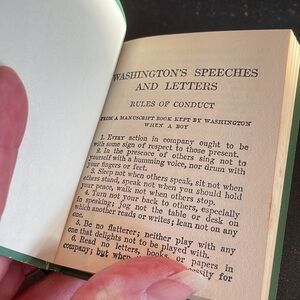 WASHINGTON'S SPEECHES
AND LETTERS
RULES OF CONDUCT
FROM A MANUSCRIPT BOOK KEPT BY WASHINGTON
WHEN A BOY
1. EVERY action in company ought to be
with some sign of respect to those present.
2. In the presence of others sing not to
yourself with a humming voice, nor drum with
your fingers or feet.
3. Sleep not when others speak, sit not when
others stand, speak not when you should hold
your peace, walk not when others stop.
4. Turn not your back to others, especially
in speaking; jog not the table or desk on
which another reads or writes; lean not on any
one.
5. Be no flatterer; neither play with any
one that delights not to be played with.
6. Read no letters, books, or papers in
company; but when necessity for